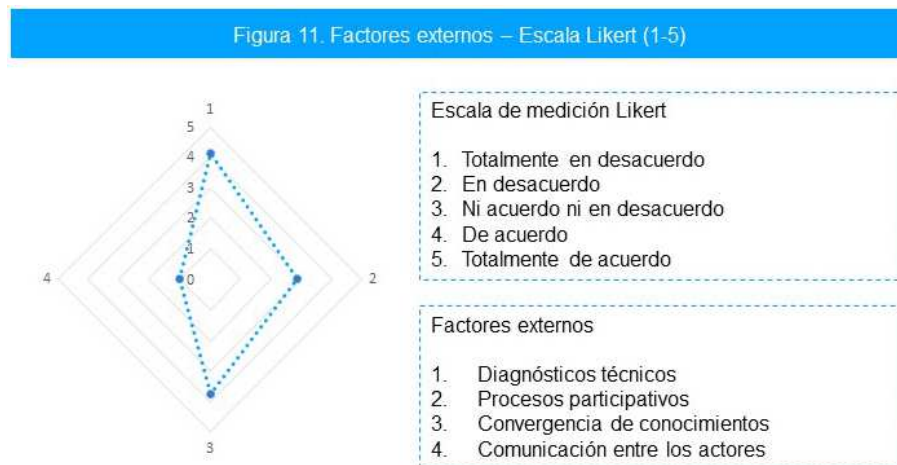 Figura 11. Factores externos – Escala Likert (1-5)
1
5
4
3
2
1
0
4
2
3
Escala de medición Likert
1. Totalmente en desacuerdo
2. En desacuerdo
3. Ni acuerdo ni en desacuerdo
4. De acuerdo
5. Totalmente de acuerdo
Factores externos
1. Diagnósticos técnicos
2. Procesos participativos
3. Convergencia de conocimientos
4. Comunicación entre los actores